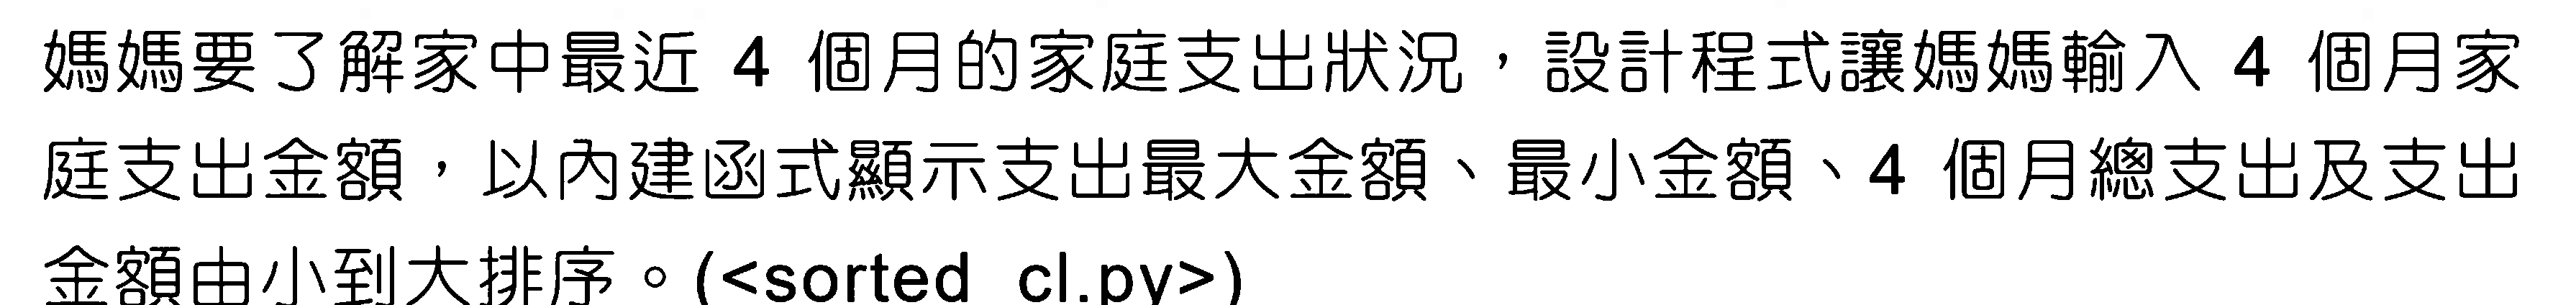 媽媽要了解家中最近 4 個月的家庭支出狀況，設計程式讓媽媽輸入 4 個月家
庭支出金額，以內建函式顯示支出最大金額、最小金額、4 個月總支出及支出
金額由小到大排序。(<sorted cl.py>)